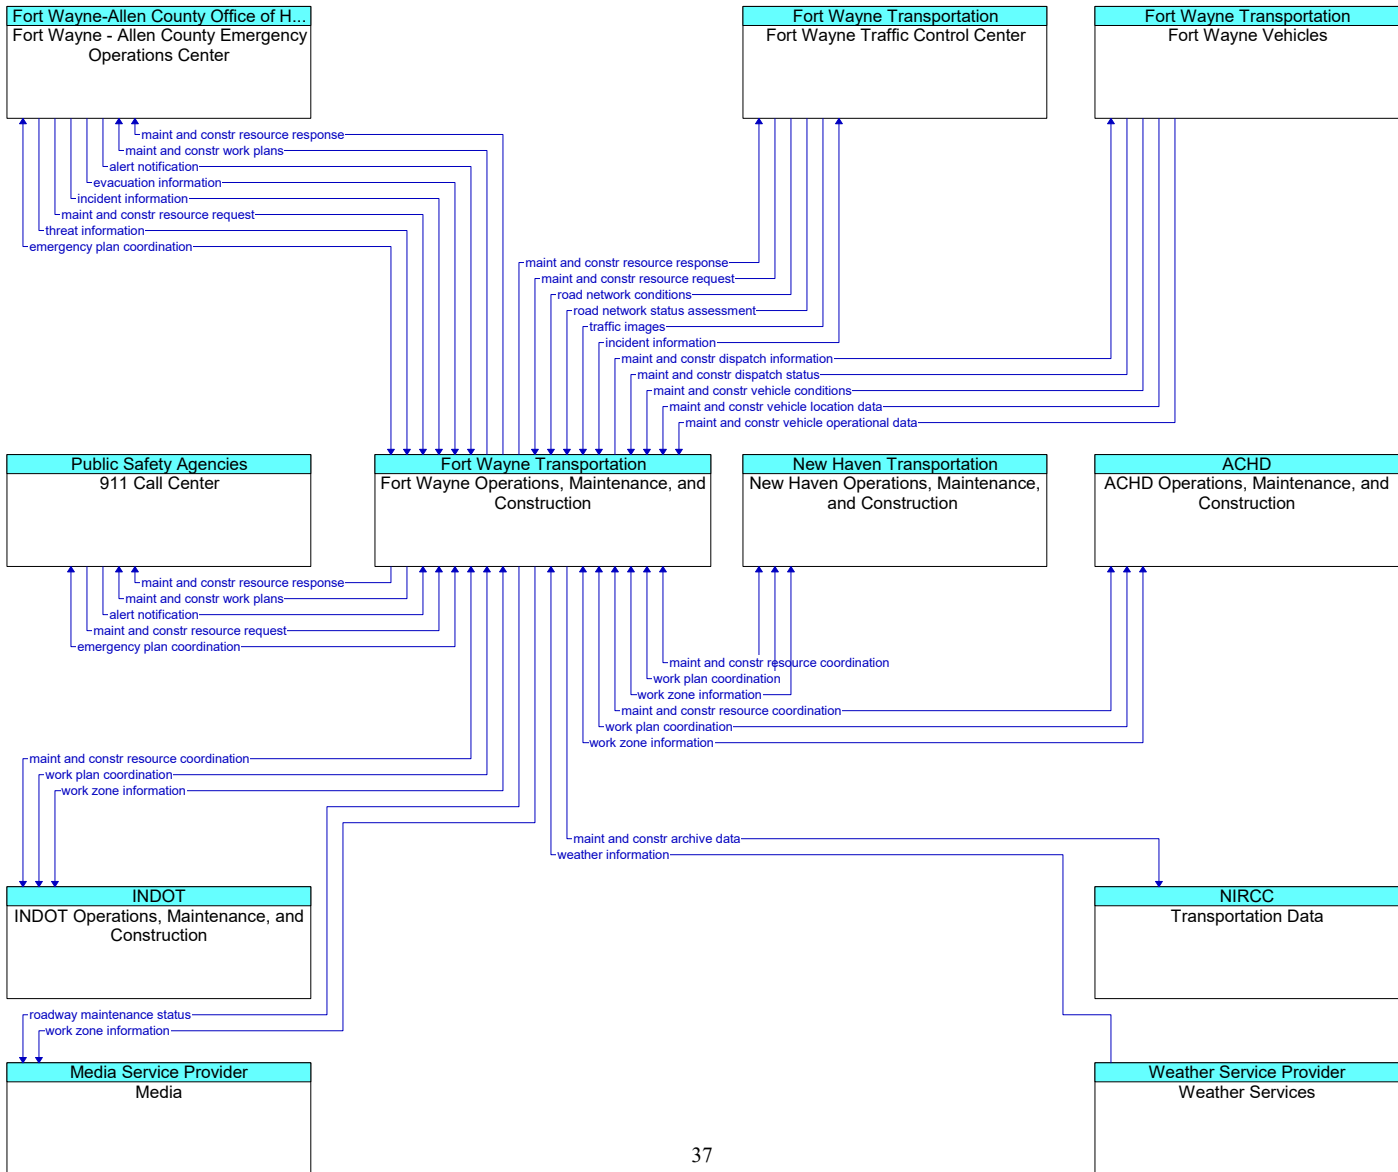 Fort Wayne-Allen County Office of H...
Fort Wayne - Allen County Emergency
Operations Center
Fort Wayne Transportation
Fort Wayne Traffic Control Center
Fort Wayne Transportation
Fort Wayne Vehicles
maint and constr resource response
maint and constr work plans
alert notification
evacuation information
incident information
maint and constr resource request
threat information
emergency plan coordination
maint and constr resource response
maint and constr resource request
road network conditions
road network status assessment
traffic images
incident information
maint and constr dispatch information
maint and constr dispatch status
maint and constr vehicle conditions
maint and constr vehicle location data
maint and constr vehicle operational data
Public Safety Agencies
911 Call Center
Fort Wayne Transportation
Fort Wayne Operations, Maintenance, and
Construction
New Haven Transportation
New Haven Operations, Maintenance,
and Construction
ACHD
ACHD Operations, Maintenance, and
Construction
maint and constr resource response
maint and constr work plans
alert notification
maint and constr resource request
emergency plan coordination
maint and constr resource coordination
work plan coordination
work zone information
maint and constr resource coordination
work plan coordination
work zone information
maint and constr resource coordination
work plan coordination
work zone information
maint and constr archive data
weather information
INDOT
INDOT Operations, Maintenance, and
Construction
NIRCC
Transportation Data
roadway maintenance status
work zone information
Media Service Provider
Media
Weather Service Provider
Weather Services
37